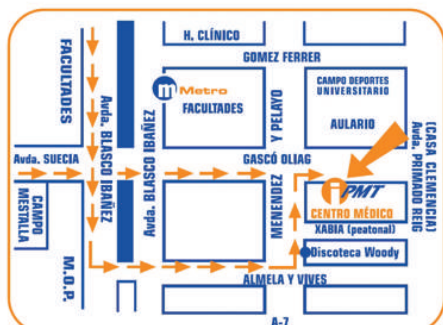 H. CLÍNICO
GOMEZ FERRER
FACULTADES
Avda. BLASCO IBAÑEZ
Avda. BLASCO IBAÑEZ
m Metro
FACULTADES
Y PELAYO
MENENDEZ
CAMPO DEPORTES
UNIVERSITARIO
AULARIO
(CASA CLEMENCIA)
Avda. PRIMADO REIG
Avda. SUECIA
GASCÓ OLIAG
CAMPO
MESTALLA
iPMT
CENTRO MÉDICO
XABIA (peatonal)
Discoteca Woody
M.O.P.
ALMELA Y VIVES
A-7